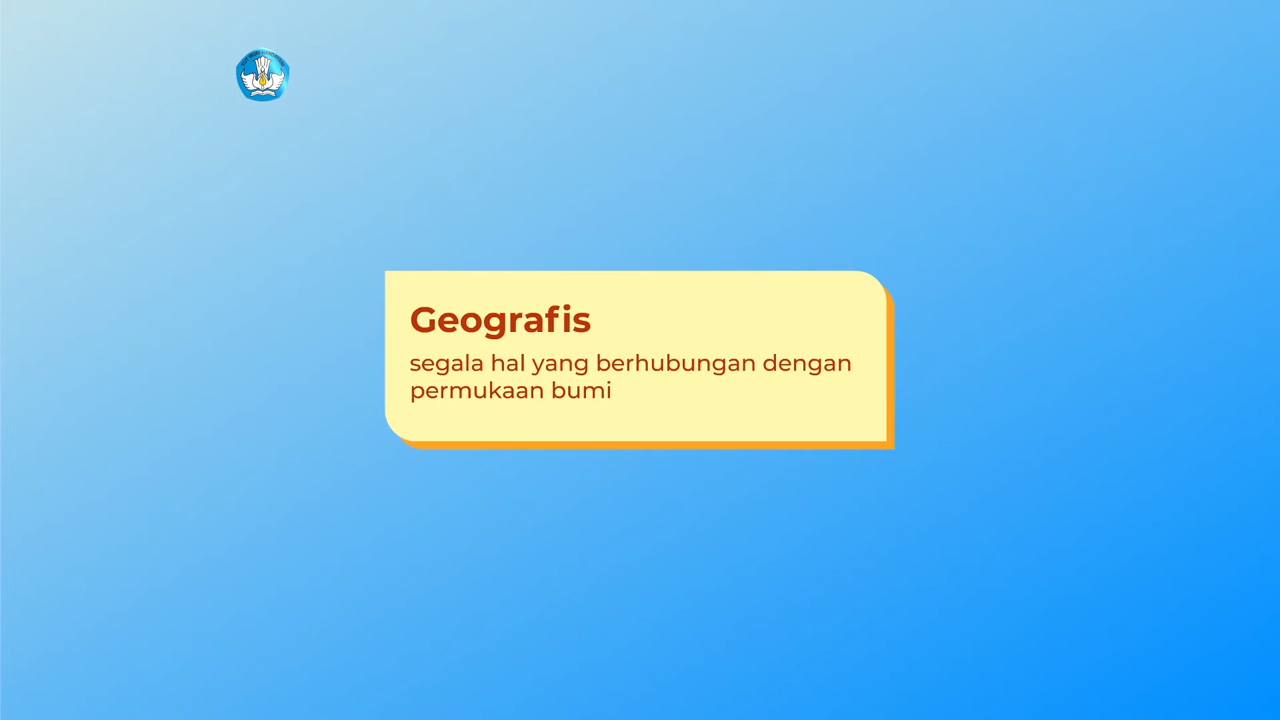 Geografis
segala hal yang berhubungan dengan
permukaan bumi